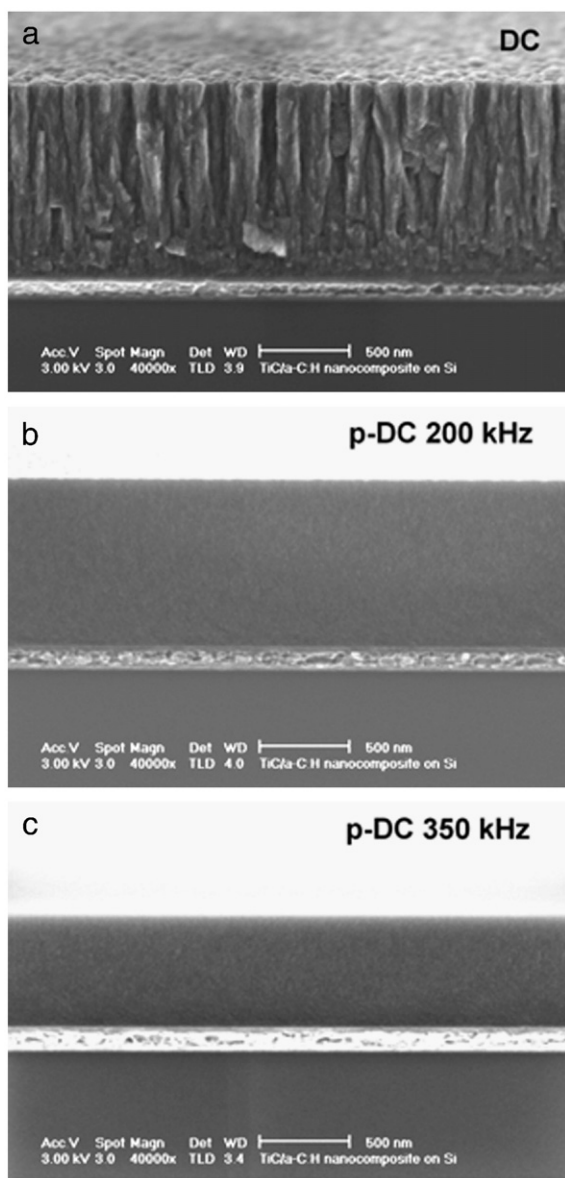 a
DC
Acc.V Spot Magn Det WD 500 nm
3.00 kV 3.0 40000x TLD 3.9 TiC/a-C:H nanocomposite on Si
b
p-DC 200 kHz
Acc.V Spot Magn Det WD 500 nm
3.00 kV 3.0 40000x TLD 4.0 TiC/a-C:H nanocomposite on Si
c
p-DC 350 kHz
Acc.V Spot Magn Det WD 500 nm
3.00 kV 3.0 40000x TLD 3.4 TiC/a-C:H nanocomposite on Si